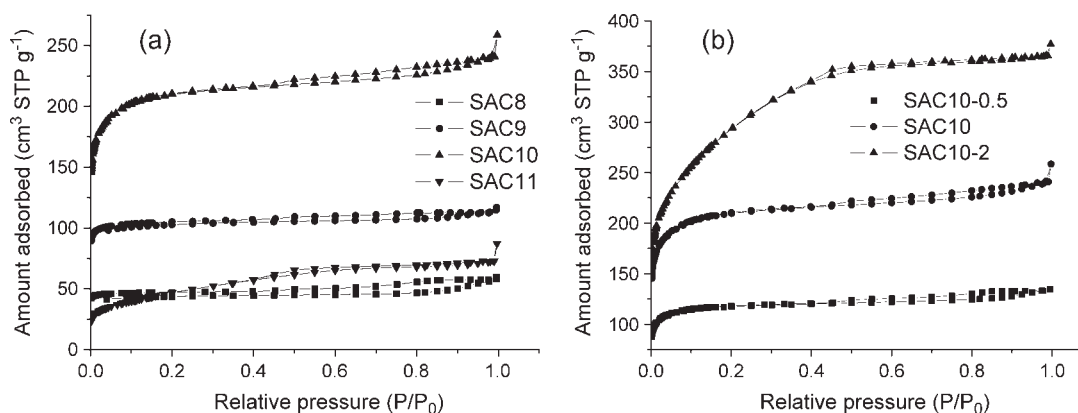 (a)
250
200
150
100
50
0
Amount adsorbed (cm³ STP g⁻¹)
SAC8
SAC9
SAC10
SAC11
0.0 0.2 0.4 0.6 0.8 1.0
Relative pressure (P/P₀)
(b)
400
350
300
250
200
150
100
Amount adsorbed (cm³ STP g⁻¹)
SAC10-0.5
SAC10
SAC10-2
0.0 0.2 0.4 0.6 0.8 1.0
Relative pressure (P/P₀)